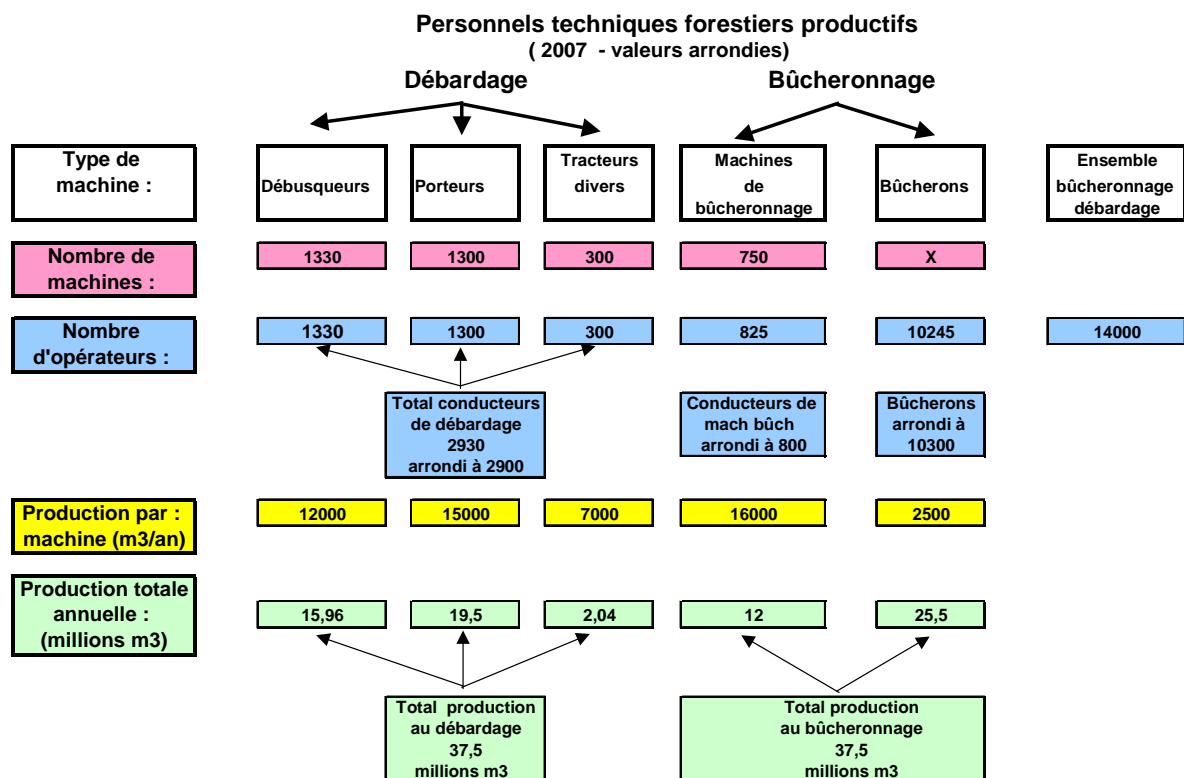 Personnels techniques forestiers productifs
( 2007 - valeurs arrondies)
Débardage
Bûcheronnage
Type de
machine :
Débusqueurs
Porteurs
Tracteurs
divers
Machines
de
bûcheronnage
Bûcherons
Ensemble
bûcheronnage
débardage
Nombre de
machines :
1330
1300
300
750
X
Nombre
d'opérateurs :
1330
1300
300
825
10245
14000
Total conducteurs
de débardage
2930
arrondi à 2900
Conducteurs de
mach bûch
arrondi à 800
Bûcherons
arrondi à
10300
Production par :
machine (m3/an)
12000
15000
7000
16000
2500
Production totale
annuelle :
(millions m3)
15,96
19,5
2,04
12
25,5
Total production
au débardage
37,5
millions m3
Total production
au bûcheronnage
37,5
millions m3